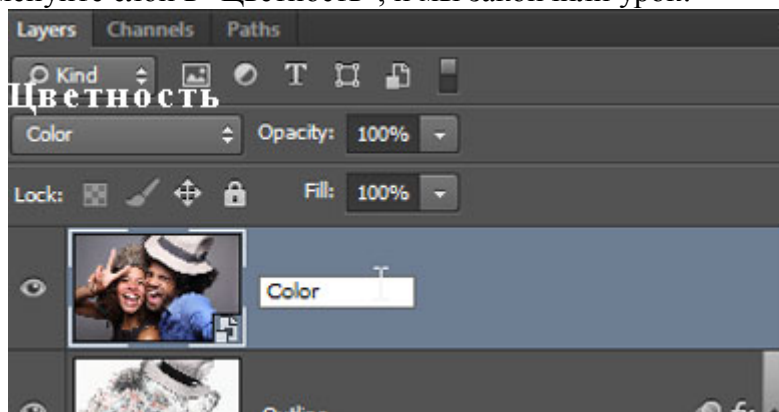 Layers Channels Paths
Kind T
Цветность
Color Opacity: 100%
Lock: Fill: 100%
Color